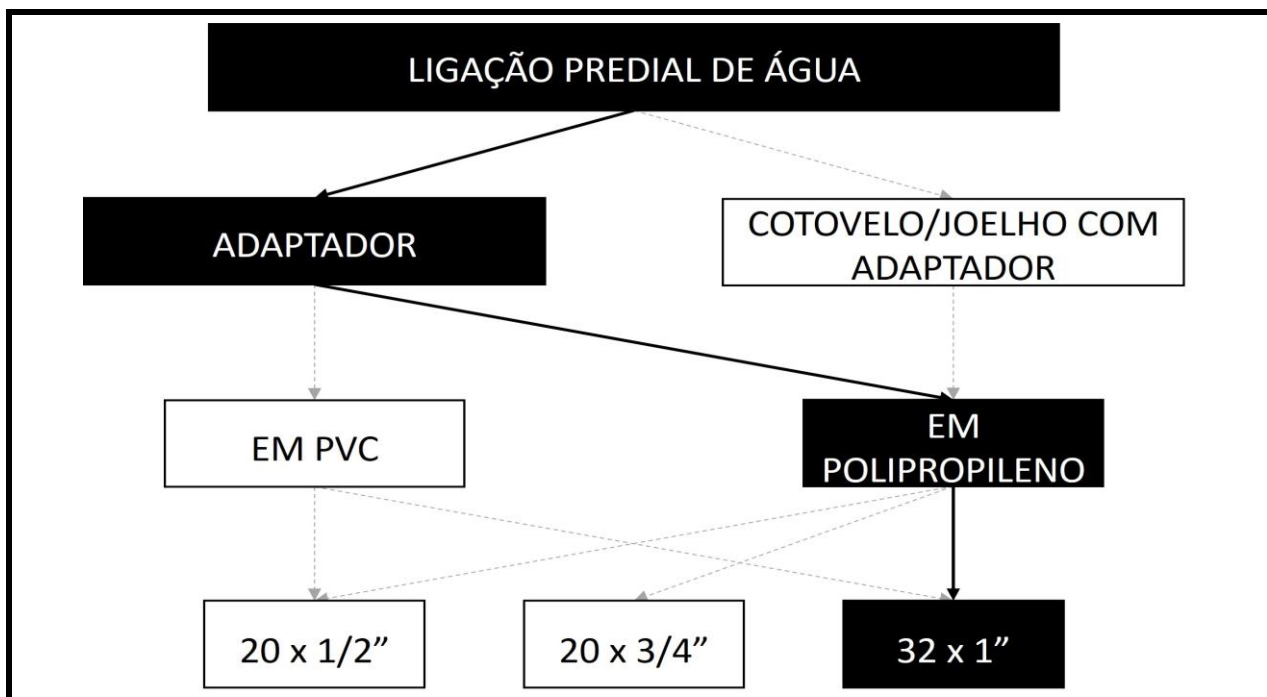 LIGAÇÃO PREDIAL DE ÁGUA
ADAPTADOR
COTOVELO/JOELHO COM
ADAPTADOR
EM PVC
EM
POLIPROPILENO
20 x 1/2”
20 x 3/4”
32 x 1”